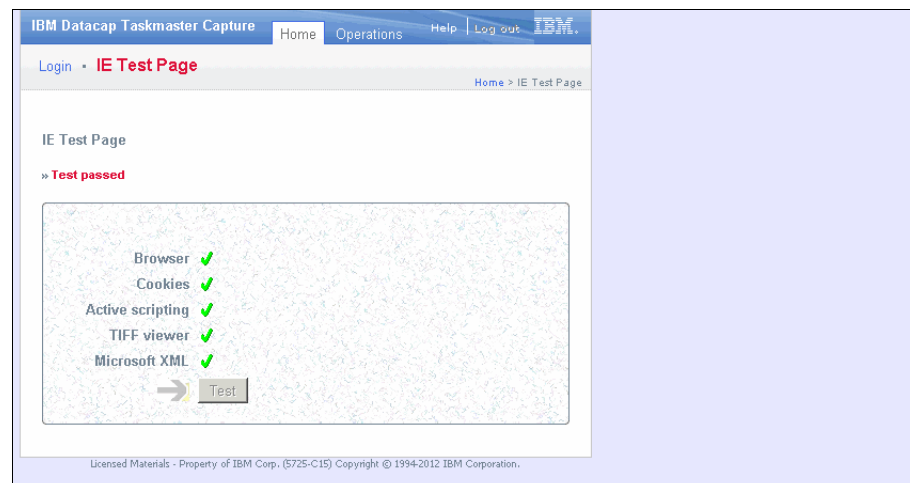 IBM Datacap Taskmaster Capture Home Operations Help Log out IBM.
Login ▪ IE Test Page
Home > IE Test Page
IE Test Page
» Test passed
Browser
Cookies
Active scripting
TIFF viewer
Microsoft XML
Test
Licensed Materials - Property of IBM Corp. (5725-C15) Copyright © 1994-2012 IBM Corporation.